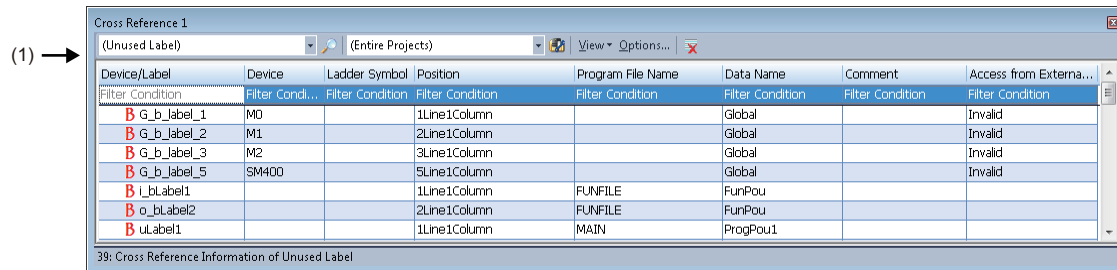 Cross Reference 1
(1) (Unused Label) (Entire Projects) View Options...
Device/Label Device Ladder Symbol Position Program File Name Data Name Comment Access from Externa...
Filter Condition Filter Condi... Filter Condition Filter Condition Filter Condition Filter Condition Filter Condition Filter Condition
B G_b_label_1 M0 1Line1Column Global Invalid
B G_b_label_2 M1 2Line1Column Global Invalid
B G_b_label_3 M2 3Line1Column Global Invalid
B G_b_label_5 SM400 5Line1Column Global Invalid
B i_bLabel1 1Line1Column FUNFILE FunPou
B o_bLabel2 2Line1Column FUNFILE FunPou
B uLabel1 1Line1Column MAIN ProgPou1
39: Cross Reference Information of Unused Label